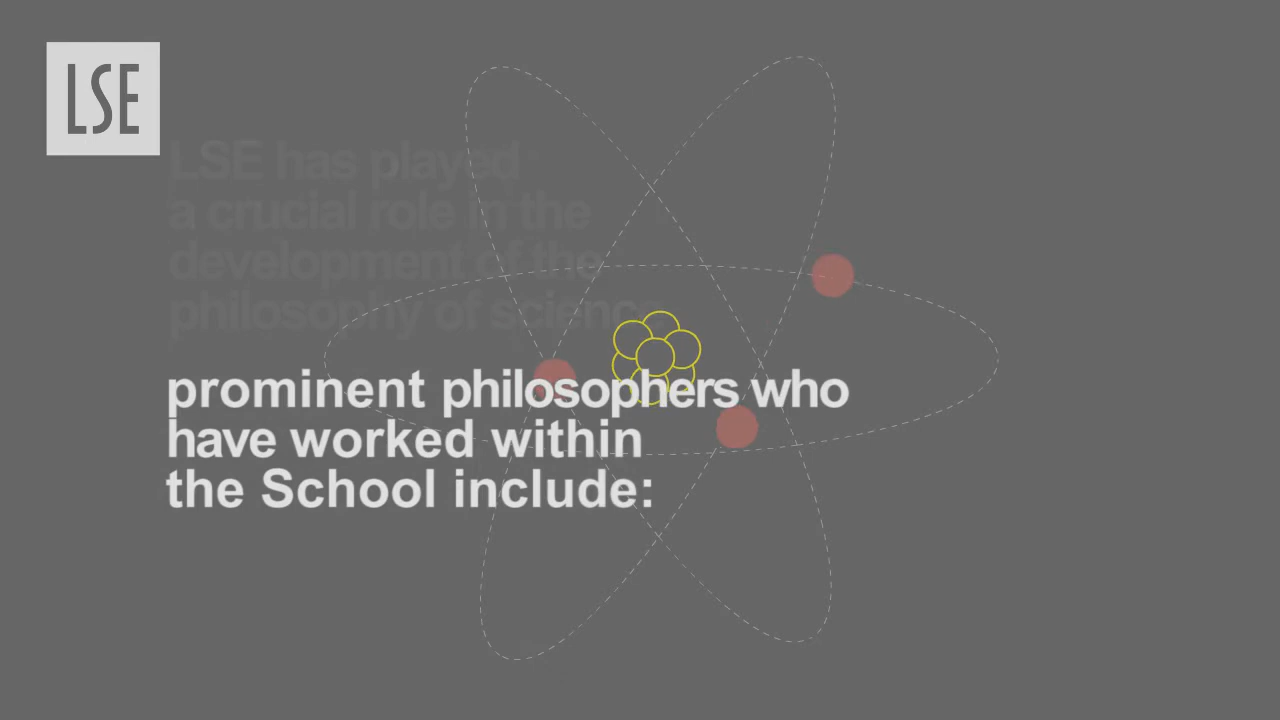 LSE
LSE has played
a crucial role in the
development of the
philosophy of science
prominent philosophers who
have worked within
the School include: